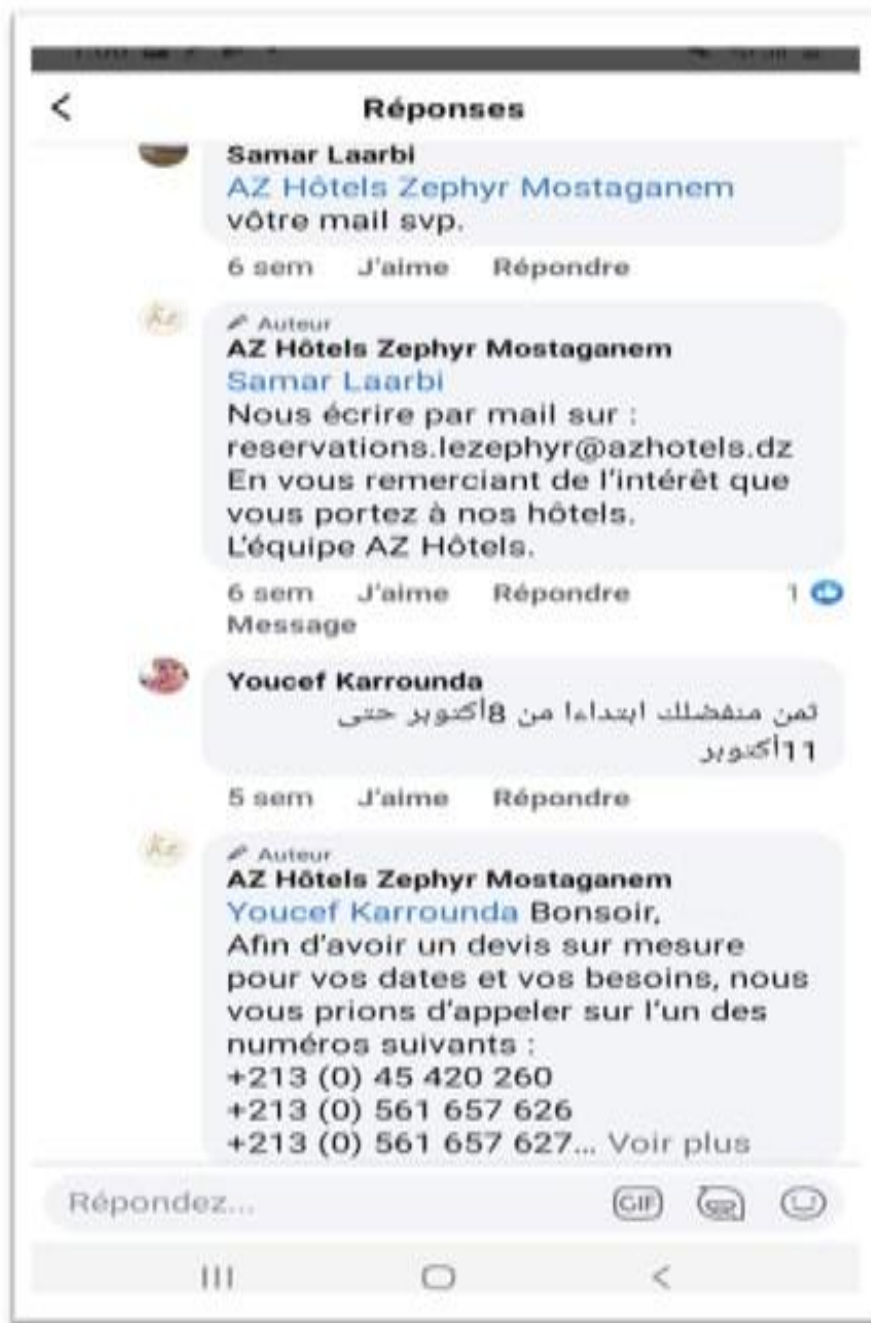 Réponses
Samar Laarbi
AZ Hôtels Zephyr Mostaganem
vôtre mail svp.
6 sem J'aime Répondre
Auteur
AZ Hôtels Zephyr Mostaganem
Samar Laarbi
Nous écrire par mail sur :
reservations.lezephyr@azhotels.dz
En vous remerciant de l'intérêt que
vous portez à nos hôtels.
L'équipe AZ Hôtels.
6 sem J'aime Répondre 1
Message
Youcef Karrounda
ثمن منفضلك ابتداءا من 8أكتوبر حتى
11أكتوبر
5 sem J'aime Répondre
Auteur
AZ Hôtels Zephyr Mostaganem
Youcef Karrounda Bonsoir,
Afin d'avoir un devis sur mesure
pour vos dates et vos besoins, nous
vous prions d'appeler sur l'un des
numéros suivants :
+213 (0) 45 420 260
+213 (0) 561 657 626
+213 (0) 561 657 627... Voir plus
Répondez...
GIF